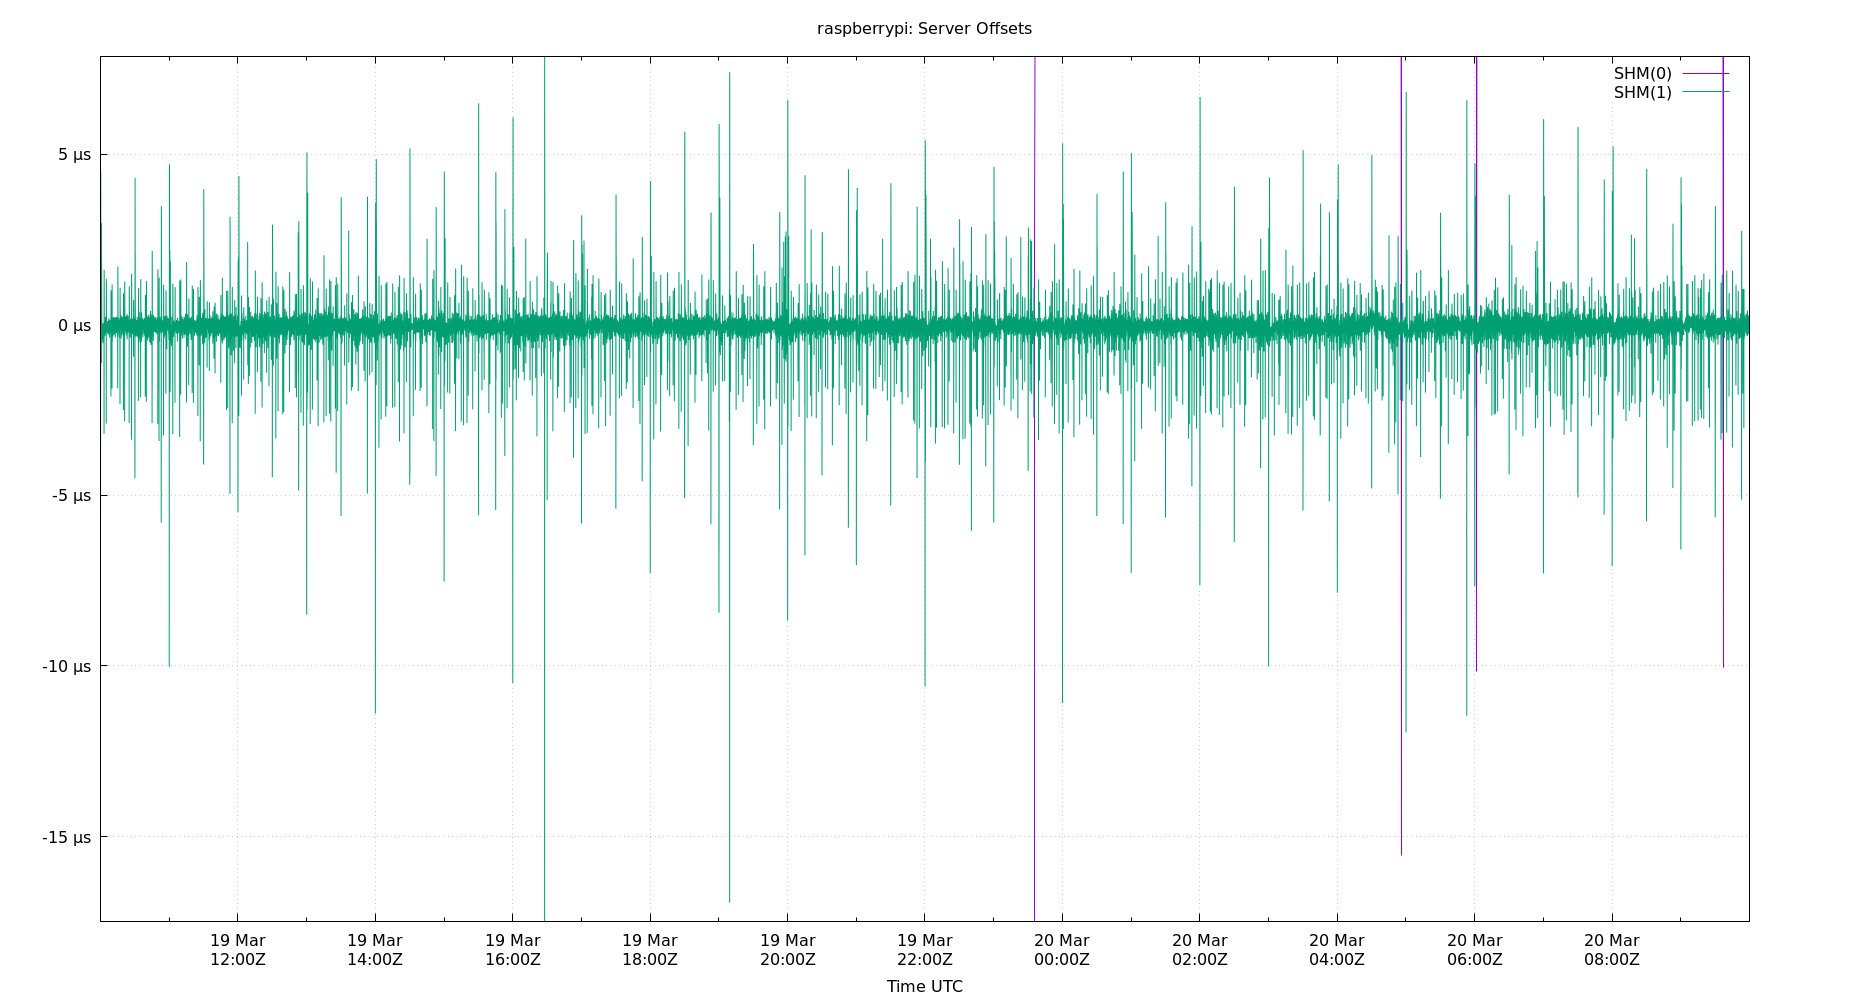 raspberrypi: Server Offsets
SHM(0)
SHM(1)
5 µs
0 µs
-5 µs
-10 µs
-15 µs
19 Mar 19 Mar 19 Mar 19 Mar 19 Mar 19 Mar 20 Mar 20 Mar 20 Mar 20 Mar 20 Mar
12:00Z 14:00Z 16:00Z 18:00Z 20:00Z 22:00Z 00:00Z 02:00Z 04:00Z 06:00Z 08:00Z
Time UTC